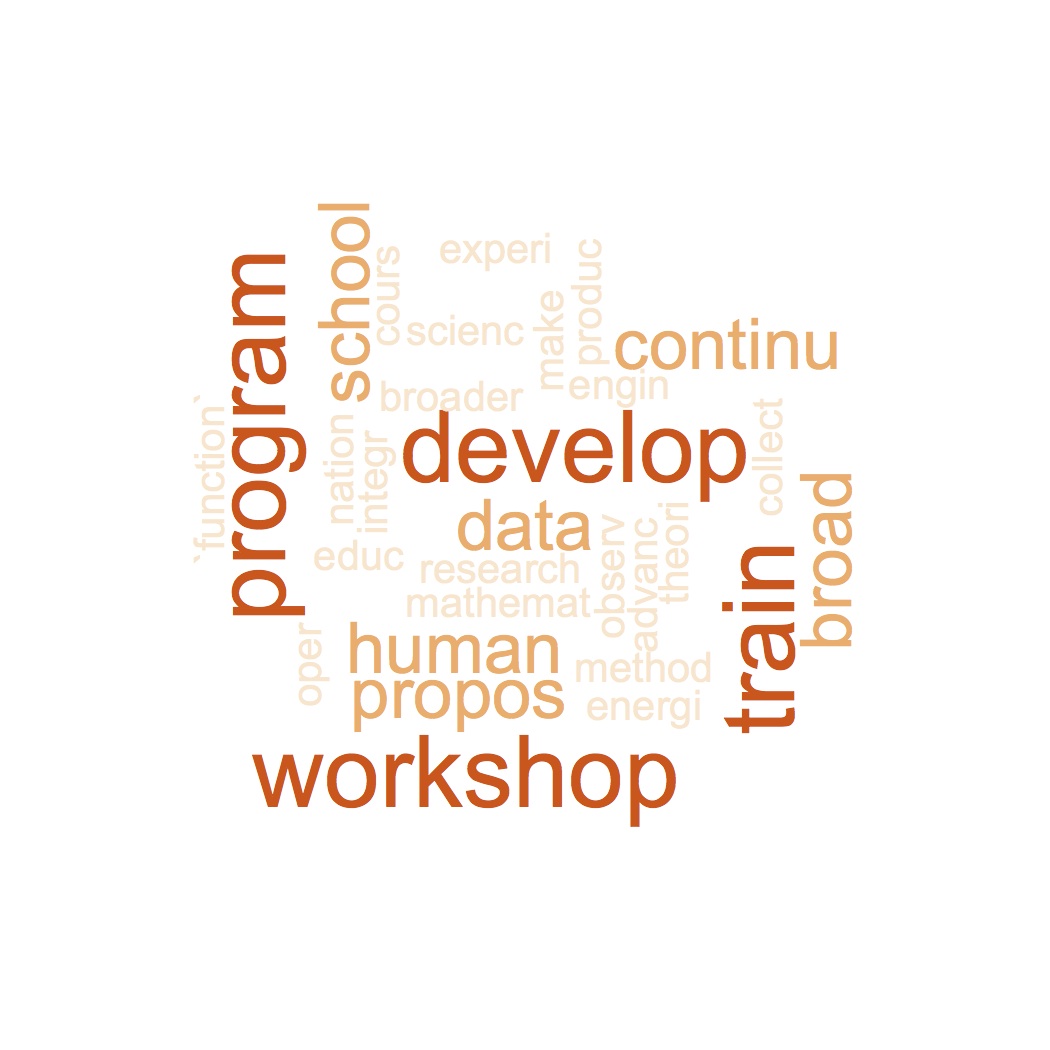 school
cours
experi
produc
program
scienc
make
continu
broader
engin
`function`
nation
integr
develop
collect
data
broad
educ
research
observ
advanc
theori
mathemat
train
oper
human
method
propos
energi
workshop